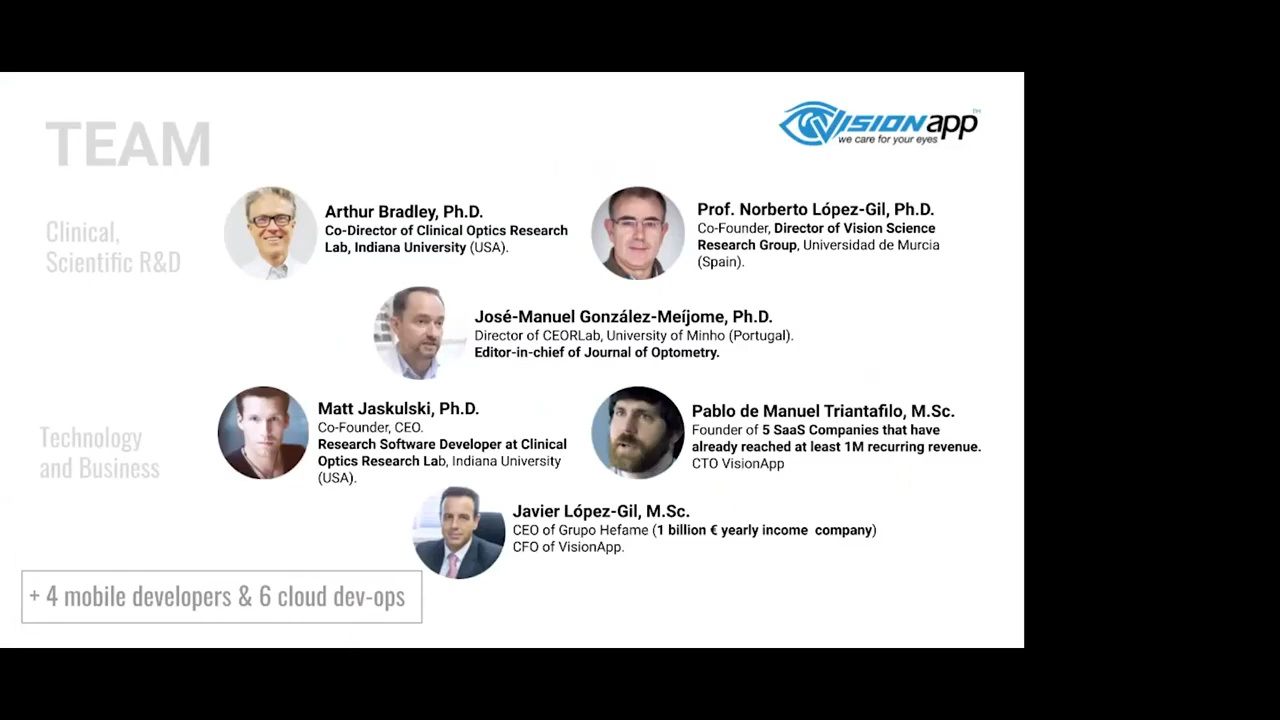 TEAM
VISIONapp™
we care for your eyes
Clinical,
Scientific R&D
Arthur Bradley, Ph.D.
Co-Director of Clinical Optics Research
Lab, Indiana University (USA).
Prof. Norberto López-Gil, Ph.D.
Co-Founder, Director of Vision Science
Research Group, Universidad de Murcia
(Spain).
José-Manuel González-Meíjome, Ph.D.
Director of CEORLab, University of Minho (Portugal).
Editor-in-chief of Journal of Optometry.
Technology
and Business
Matt Jaskulski, Ph.D.
Co-Founder, CEO.
Research Software Developer at Clinical
Optics Research Lab, Indiana University
(USA).
Pablo de Manuel Triantafilo, M.Sc.
Founder of 5 SaaS Companies that have
already reached at least 1M recurring revenue.
CTO VisionApp
Javier López-Gil, M.Sc.
CEO of Grupo Hefame (1 billion € yearly income company)
CFO of VisionApp.
+ 4 mobile developers & 6 cloud dev-ops